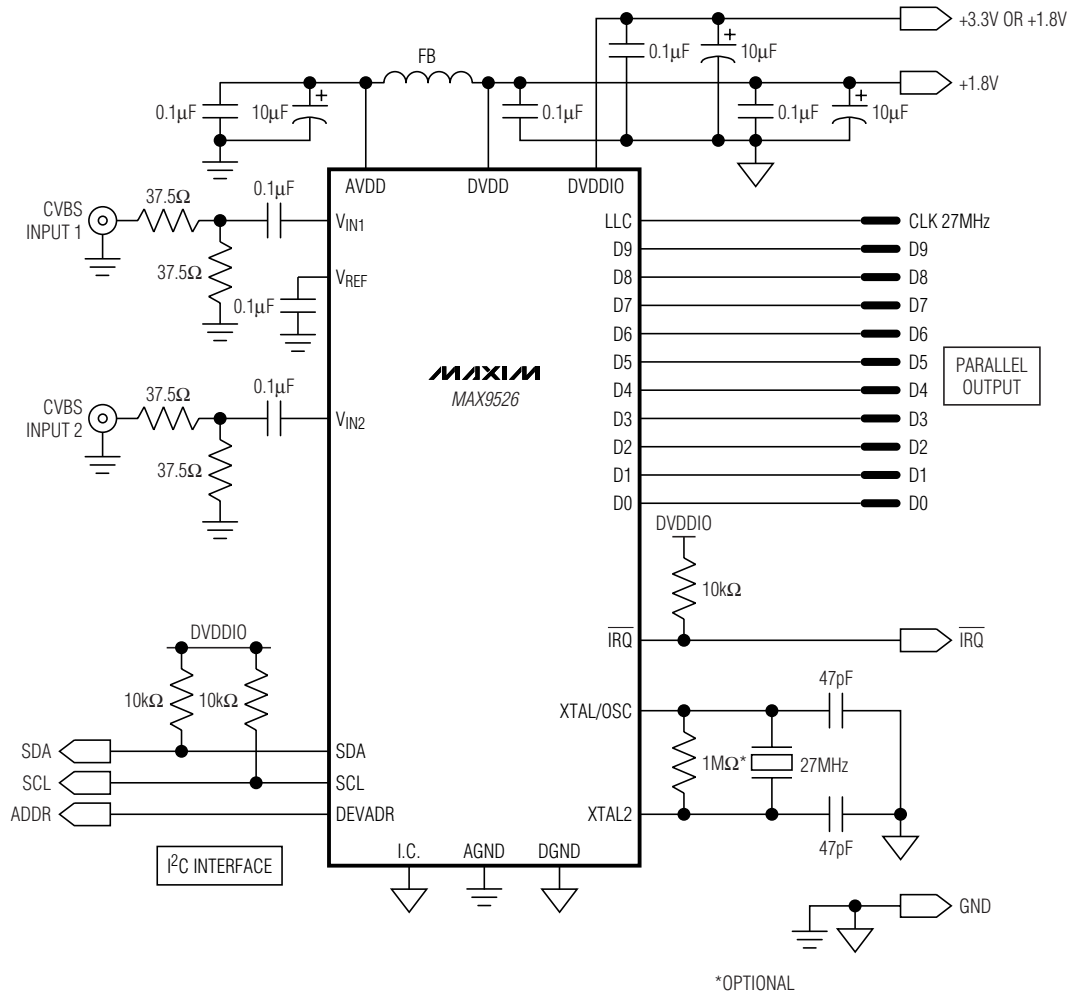 +3.3V OR +1.8V
0.1μF
10μF
FB
+1.8V
0.1μF
10μF
0.1μF
0.1μF
10μF
AVDD
DVDD
DVDDIO
CVBS
INPUT 1
37.5Ω
0.1μF
37.5Ω
VIN1
VREF
0.1μF
CVBS
INPUT 2
37.5Ω
0.1μF
37.5Ω
VIN2
MAXIM
MAX9526
LLC
CLK 27MHz
D9
D9
D8
D8
D7
D7
D6
D6
D5
D5
D4
D4
D3
D3
D2
D2
D1
D1
D0
D0
PARALLEL
OUTPUT
DVDDIO
10kΩ
IRQ
IRQ
DVDDIO
10kΩ
10kΩ
SDA
SDA
SCL
SCL
ADDR
DEVADR
I2C INTERFACE
XTAL/OSC
47pF
1MΩ*
27MHz
XTAL2
47pF
I.C.
AGND
DGND
GND
*OPTIONAL